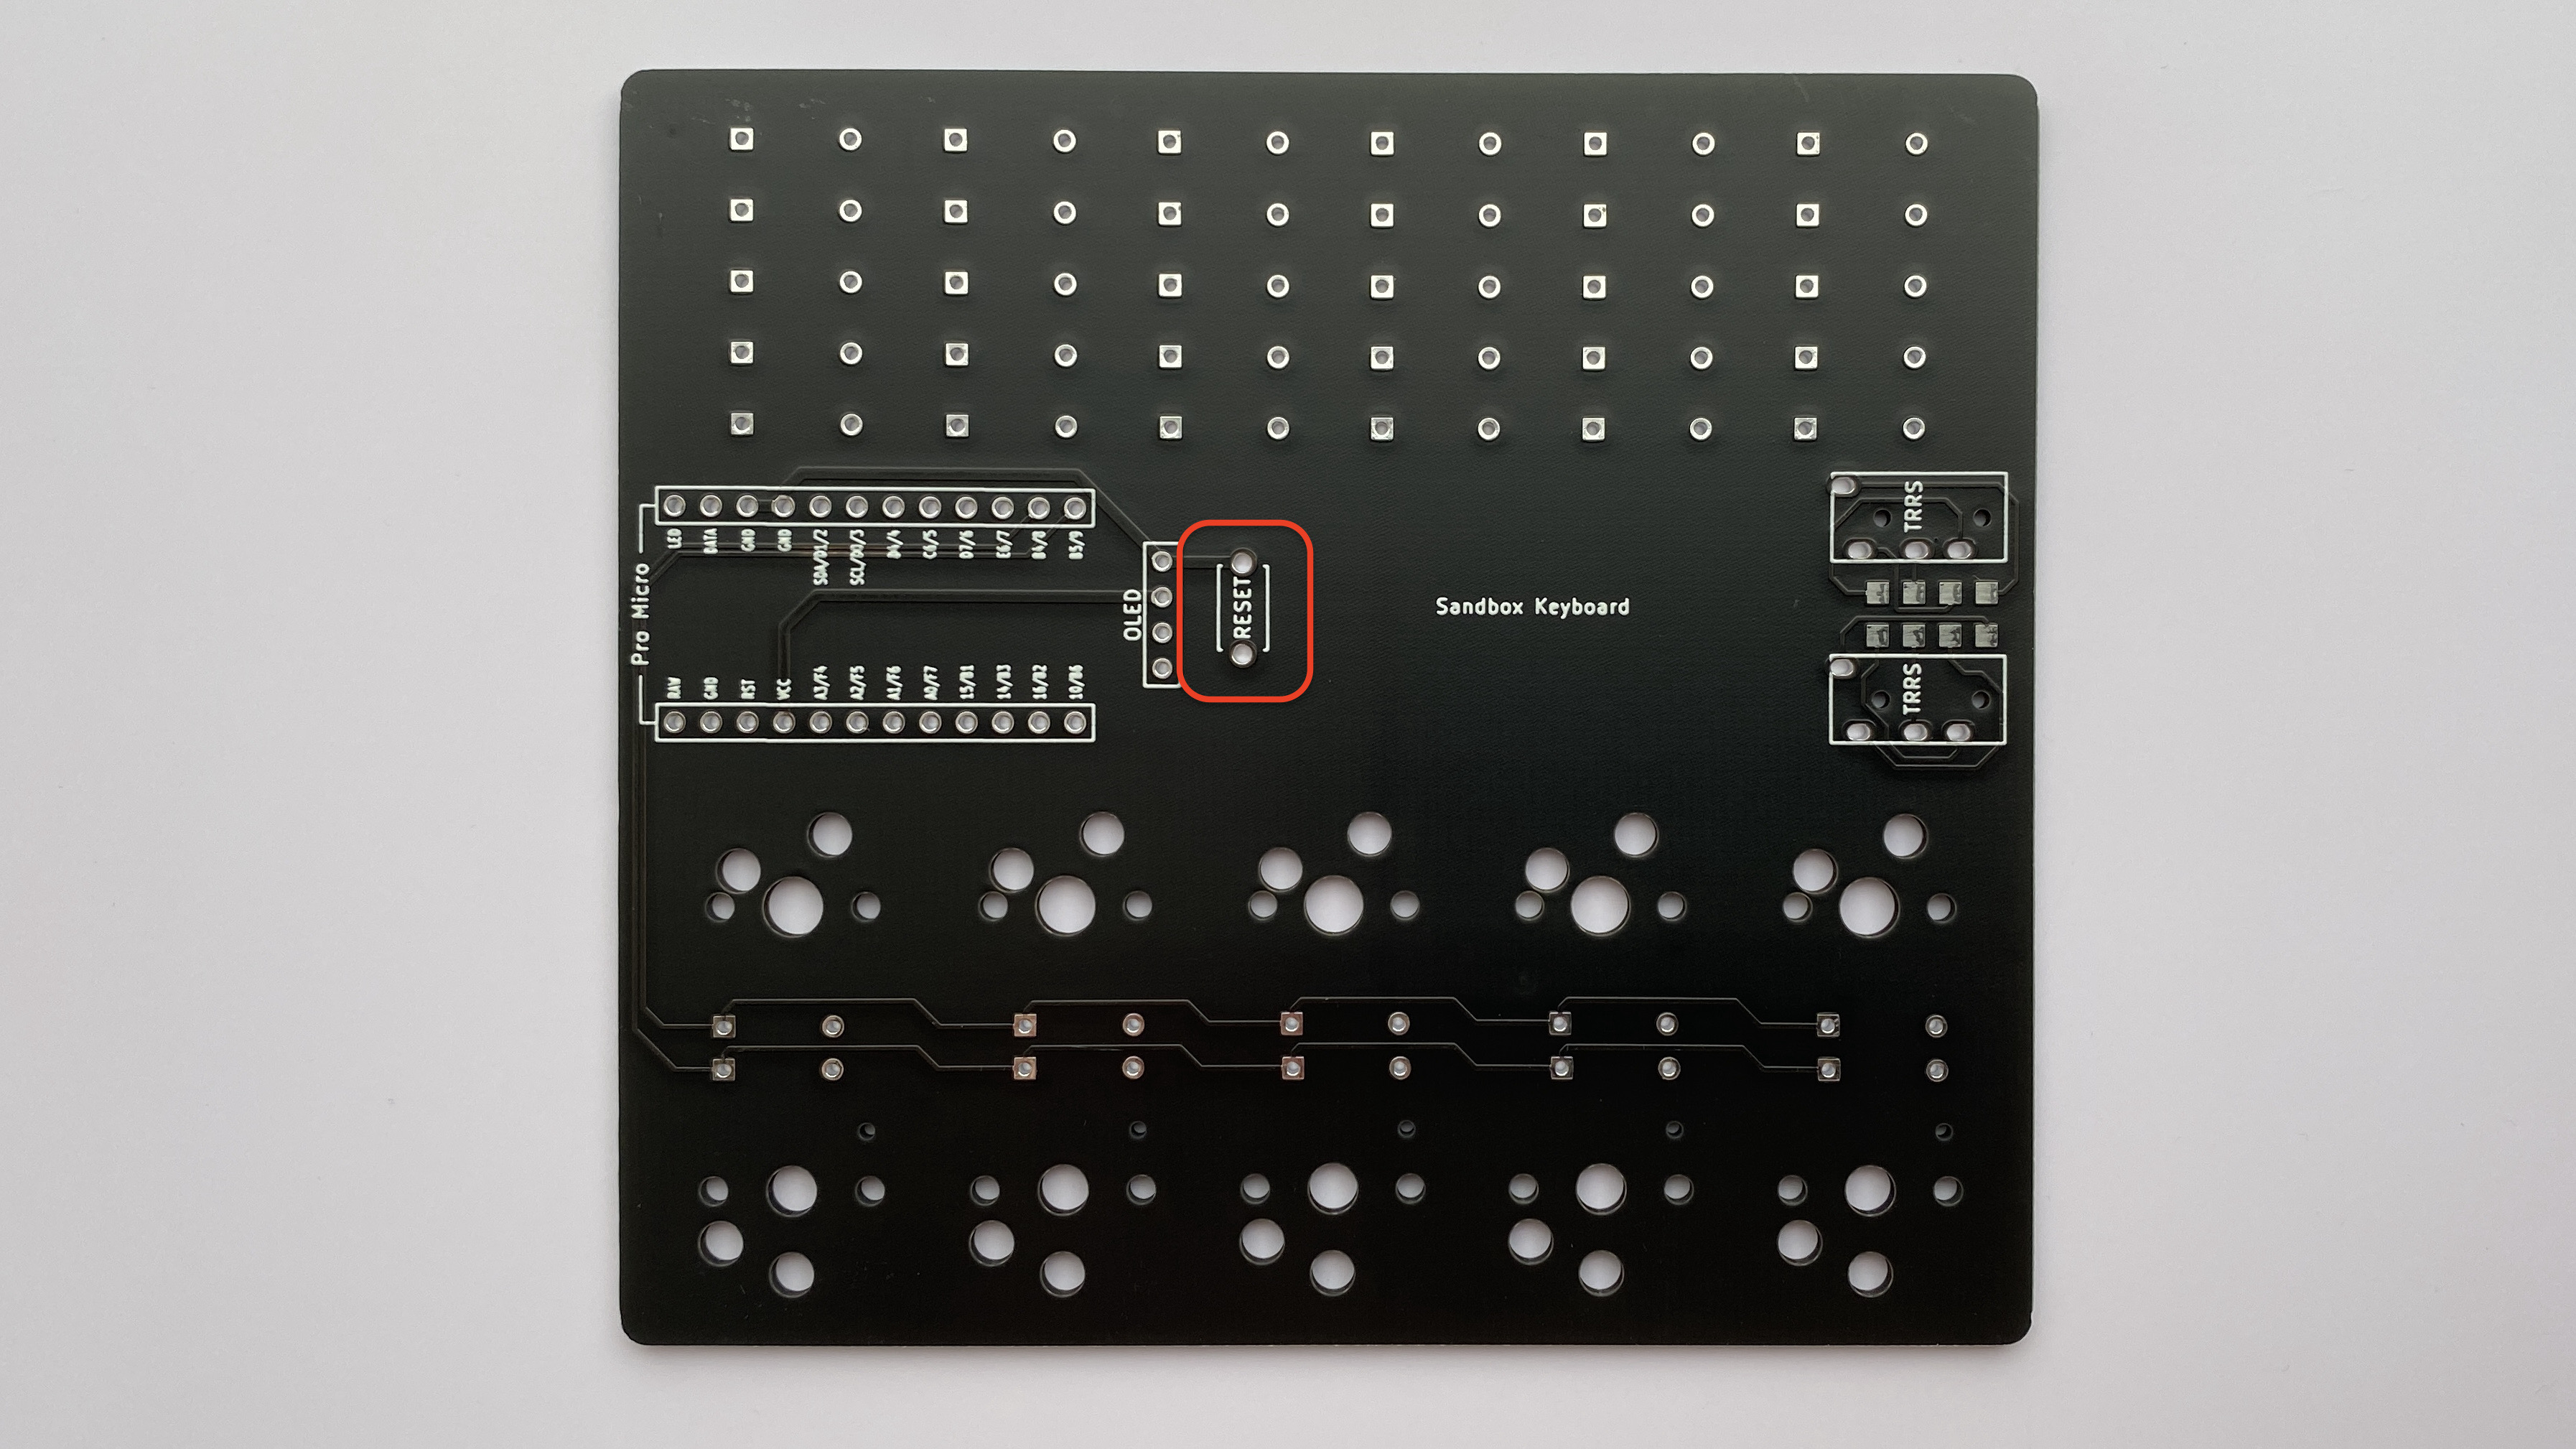 LED
DATA
GND
GND
SDA/D1/2
SCL/D0/3
D4/4
C6/5
D7/6
E6/7
B4/8
B5/9
Pro Micro
RAW
GND
RST
VCC
A3/F4
A2/F5
A1/F6
A0/F7
15/B1
14/B3
16/B2
10/B6
OLED
RESET
Sandbox Keyboard
TRRS
TRRS